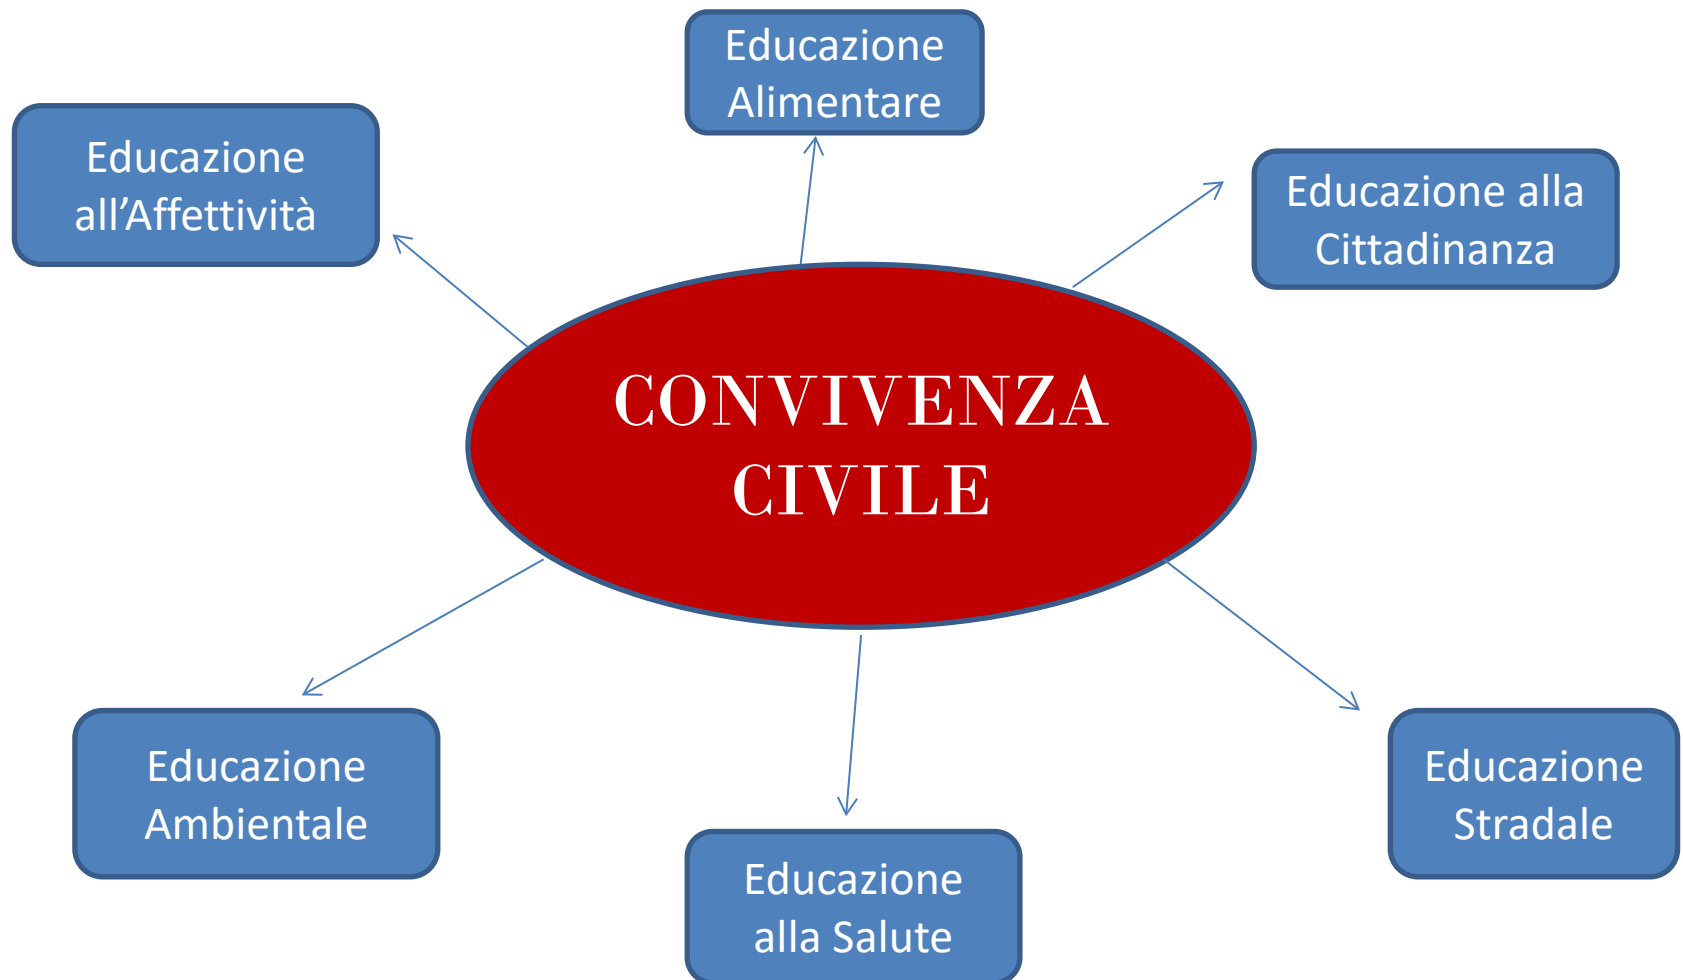 Educazione
Alimentare
Educazione
all’Affettività
Educazione alla
Cittadinanza
CONVIVENZA
CIVILE
Educazione
Ambientale
Educazione
Stradale
Educazione
alla Salute